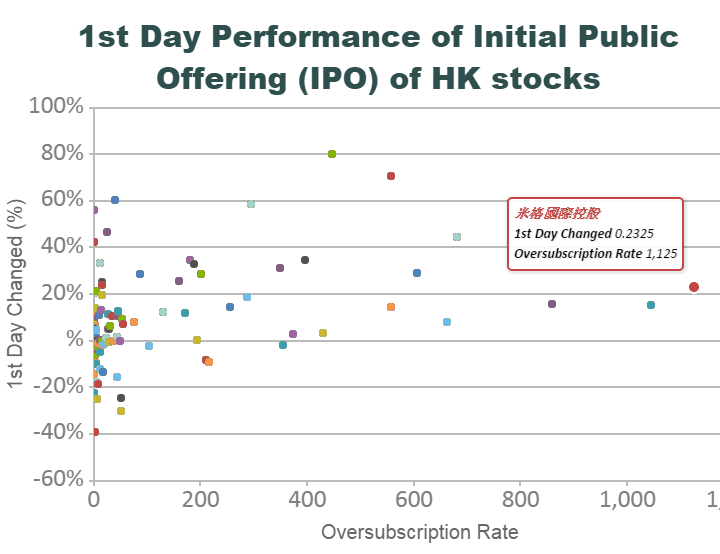 1st Day Performance of Initial Public
Offering (IPO) of HK stocks
1st Day Changed (%)
100%
80%
60%
40%
20%
%
-20%
-40%
-60%
0
200
400
600
800
1,000
Oversubscription Rate
米格國際控股
1st Day Changed 0.2325
Oversubscription Rate 1,125